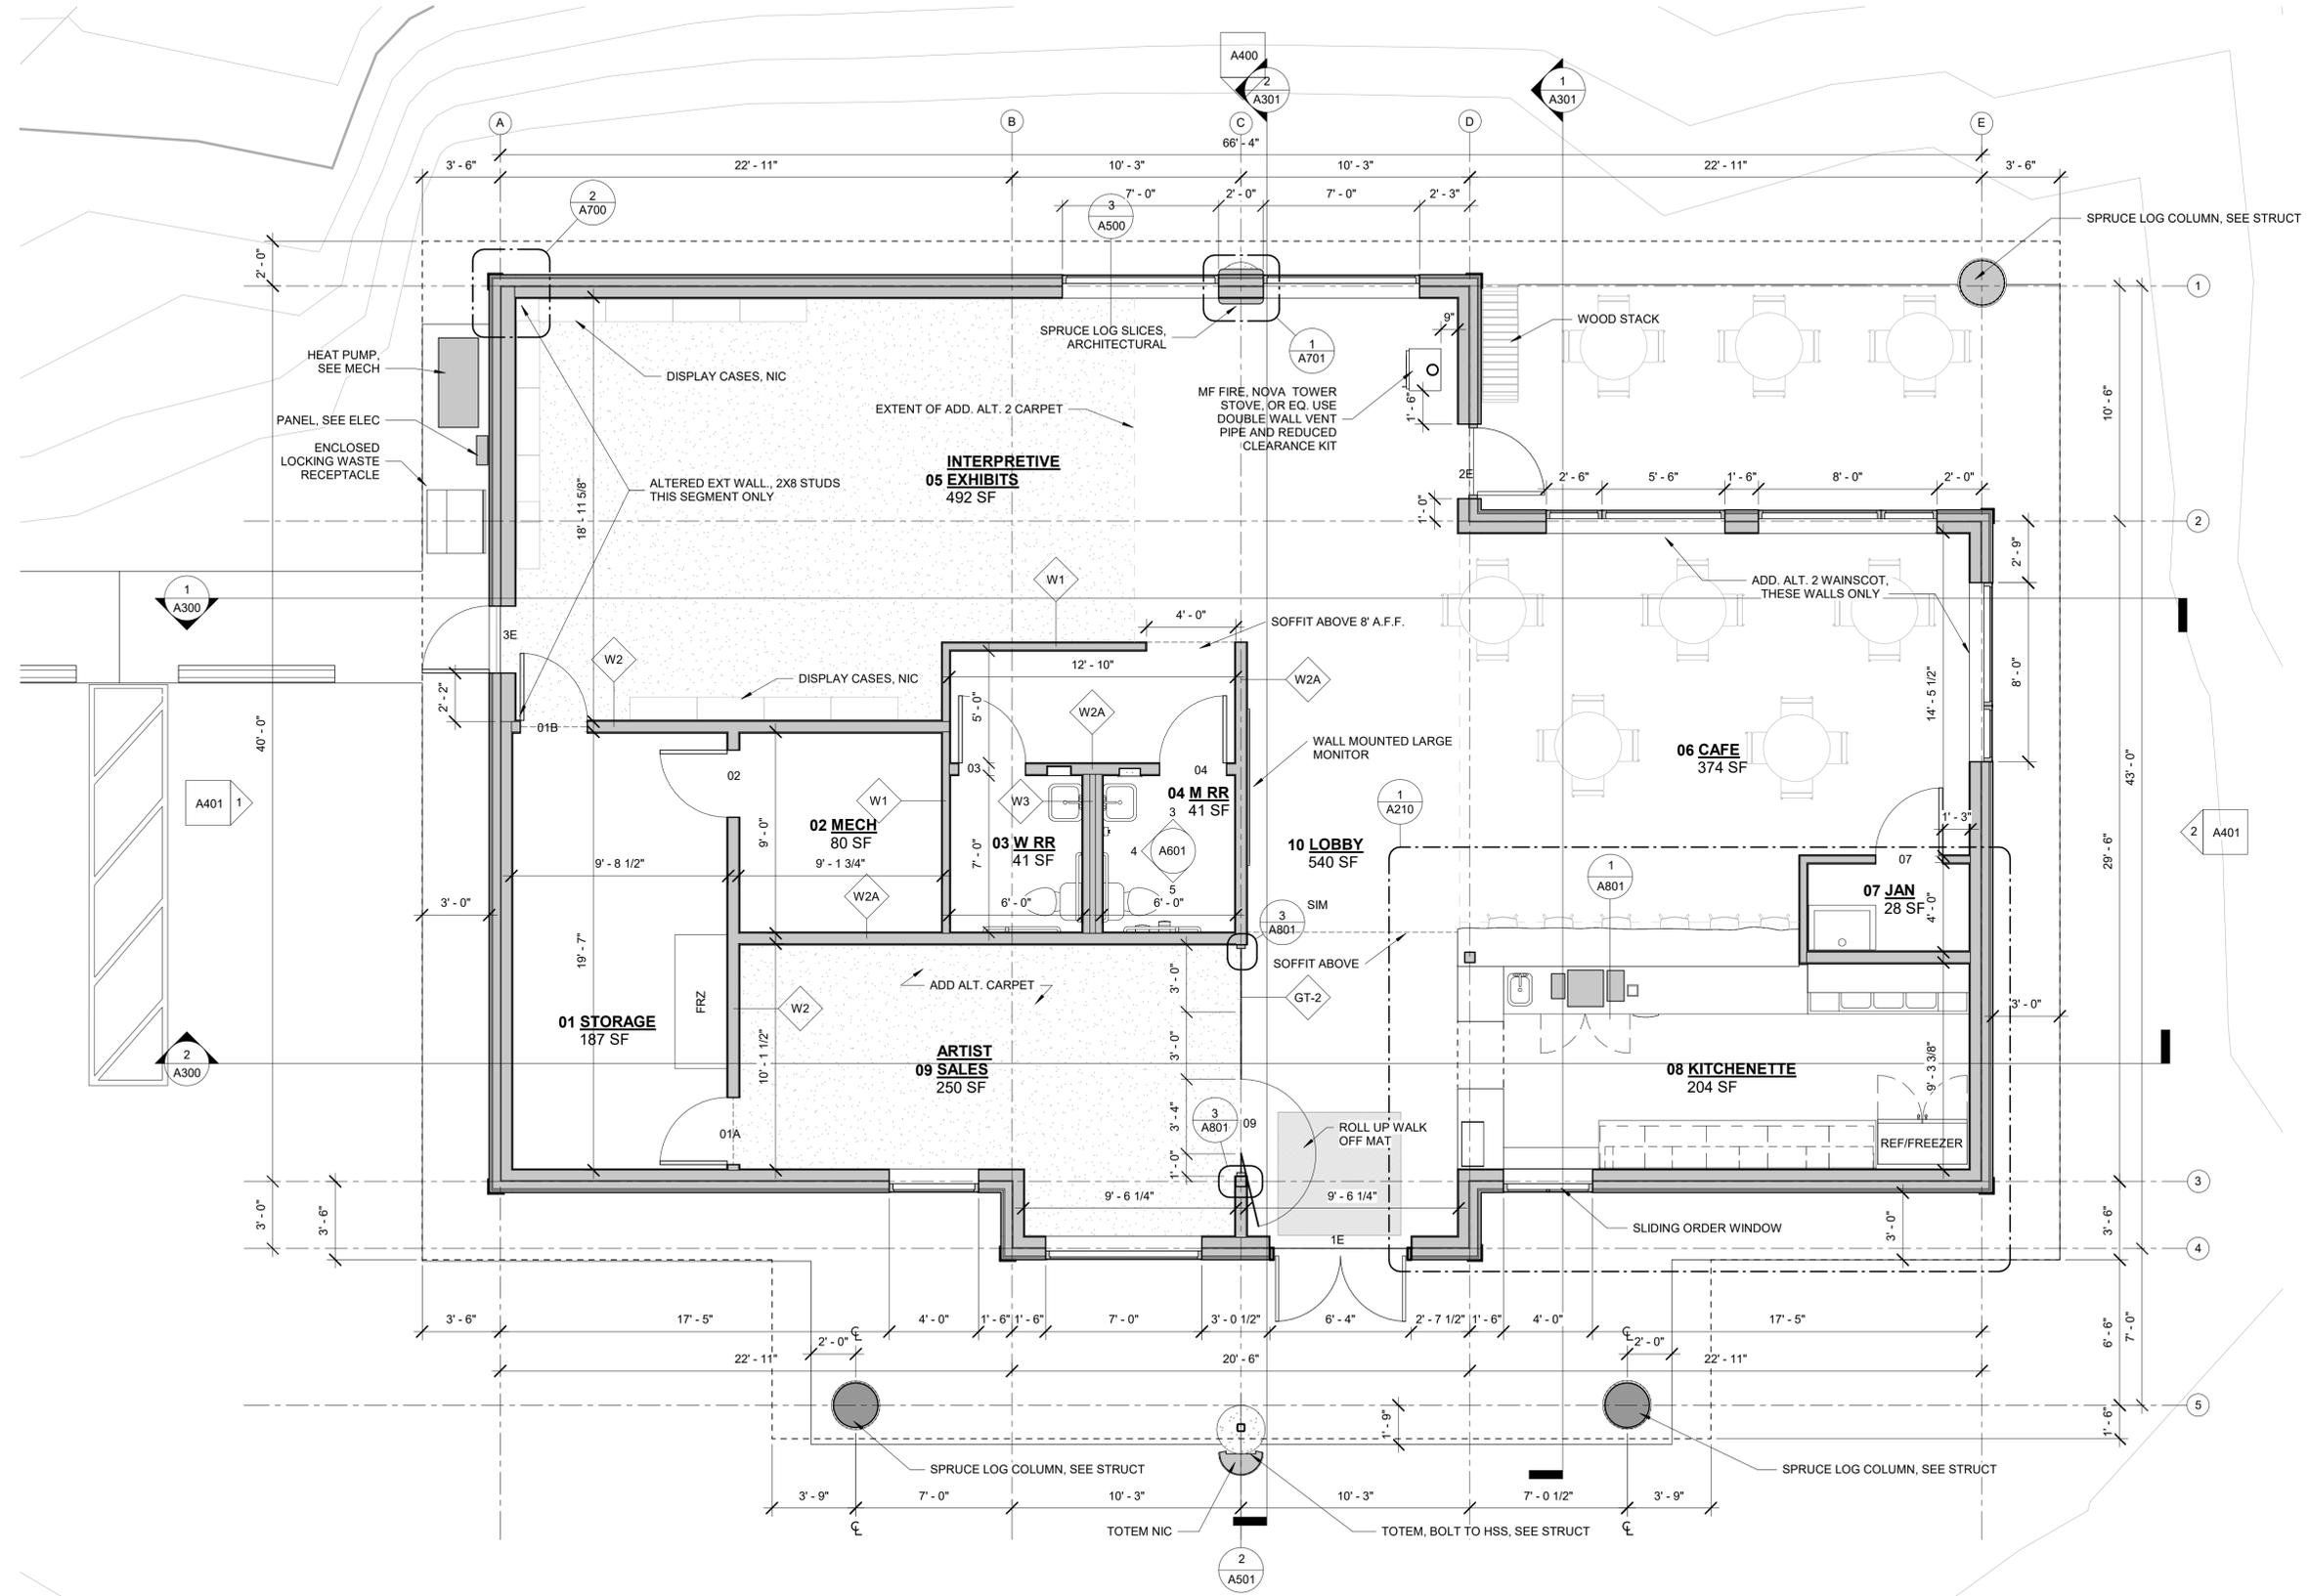 A400
2
A301
1
A301
A
B
C
D
E
66' - 4"
3' - 6"
22' - 11"
10' - 3"
10' - 3"
22' - 11"
3' - 6"
2
A700
7' - 0"
2' - 0"
7' - 0"
2' - 3"
3
A500
SPRUCE LOG COLUMN, SEE STRUCT
2' - 0"
1
HEAT PUMP,
SEE MECH
DISPLAY CASES, NIC
SPRUCE LOG SLICES,
ARCHITECTURAL
9"
WOOD STACK
1
A701
PANEL, SEE ELEC
EXTENT OF ADD. ALT. 2 CARPET
MF FIRE, NOVA TOWER
STOVE, OR EQ. USE
DOUBLE WALL VENT
PIPE AND REDUCED
CLEARANCE KIT
1' - 6"
10' - 6"
ENCLOSED
LOCKING WASTE
RECEPTACLE
INTERPRETIVE
05 EXHIBITS
492 SF
ALTERED EXT WALL., 2X8 STUDS
THIS SEGMENT ONLY
18' - 11 5/8"
2E
2' - 6"
5' - 6"
1' - 6"
8' - 0"
2' - 0"
1' - 0"
2
2' - 9"
W1
ADD. ALT. 2 WAINSCOT,
THESE WALLS ONLY
1
A300
4' - 0"
SOFFIT ABOVE 8' A.F.F.
3E
W2
12' - 10"
W2A
8' - 0"
DISPLAY CASES, NIC
2' - 2"
5' - 0"
W2A
14' - 5 1/2"
40' - 0"
01B
WALL MOUNTED LARGE
MONITOR
06 CAFE
374 SF
43' - 0"
02
03
04
A401
1
W1
W3
04 M RR
41 SF
1
A210
1' - 3"
2
A401
02 MECH
80 SF
9' - 0"
3
03 W RR
41 SF
7' - 0"
4
A601
10 LOBBY
540 SF
07
29' - 6"
9' - 8 1/2"
9' - 1 3/4"
5
1
A801
07 JAN
28 SF
4' - 0"
W2A
3' - 0"
6' - 0"
6' - 0"
SIM
3
A801
19' - 7"
SOFFIT ABOVE
3' - 0"
ADD ALT. CARPET
GT-2
FRZ
W2
3' - 0"
01 STORAGE
187 SF
10' - 1 1/2"
3' - 0"
ARTIST
09 SALES
250 SF
2
A300
08 KITCHENETTE
204 SF
9' - 3 3/8"
3' - 4"
3
A801
09
ROLL UP WALK
OFF MAT
01A
REF/FREEZER
1' - 0"
3
3' - 0"
3' - 6"
9' - 6 1/4"
9' - 6 1/4"
SLIDING ORDER WINDOW
3' - 0"
3' - 6"
1E
4
3' - 6"
17' - 5"
4' - 0"
1' - 6"
1' - 6"
7' - 0"
3' - 0 1/2"
6' - 4"
2' - 7 1/2"
1' - 6"
4' - 0"
17' - 5"
6' - 6"
7' - 0"
℄
2' - 0"
℄
2' - 0"
22' - 11"
20' - 6"
22' - 11"
5
1' - 9"
1' - 6"
SPRUCE LOG COLUMN, SEE STRUCT
SPRUCE LOG COLUMN, SEE STRUCT
3' - 9"
7' - 0"
10' - 3"
10' - 3"
7' - 0 1/2"
3' - 9"
℄
TOTEM NIC
TOTEM, BOLT TO HSS, SEE STRUCT
℄
2
A501